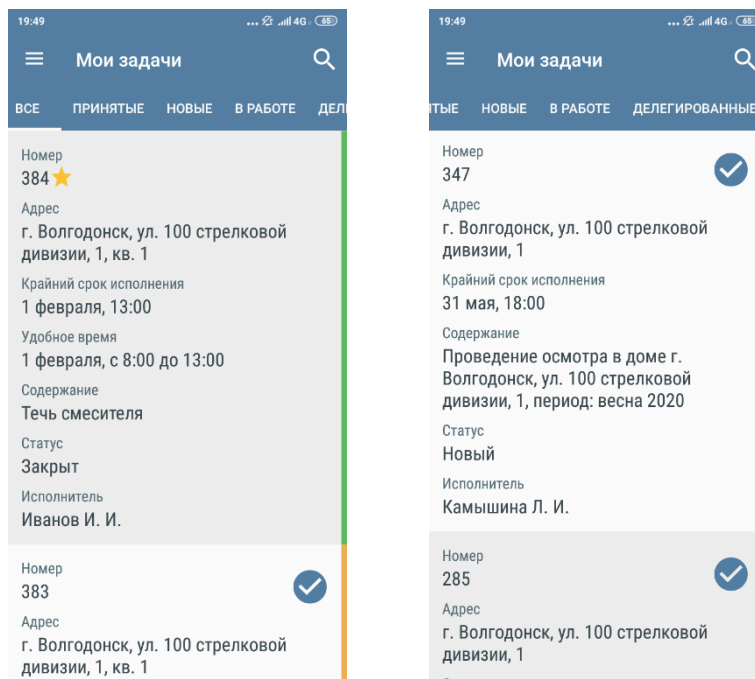 19:49
... 4G 65
Мои задачи
ВСЕ ПРИНЯТЫЕ НОВЫЕ В РАБОТЕ ДЕЛ
Номер
384
Адрес
г. Волгодонск, ул. 100 стрелковой
дивизии, 1, кв. 1
Крайний срок исполнения
1 февраля, 13:00
Удобное время
1 февраля, с 8:00 до 13:00
Содержание
Течь смесителя
Статус
Закрыт
Исполнитель
Иванов И. И.
Номер
383
Адрес
г. Волгодонск, ул. 100 стрелковой
дивизии, 1, кв. 1
19:49
... 4G 65
Мои задачи
ТЫЕ НОВЫЕ В РАБОТЕ ДЕЛЕГИРОВАННЫЕ
Номер
347
Адрес
г. Волгодонск, ул. 100 стрелковой
дивизии, 1
Крайний срок исполнения
31 мая, 18:00
Содержание
Проведение осмотра в доме г.
Волгодонск, ул. 100 стрелковой
дивизии, 1, период: весна 2020
Статус
Новый
Исполнитель
Камышина Л. И.
Номер
285
Адрес
г. Волгодонск, ул. 100 стрелковой
дивизии, 1